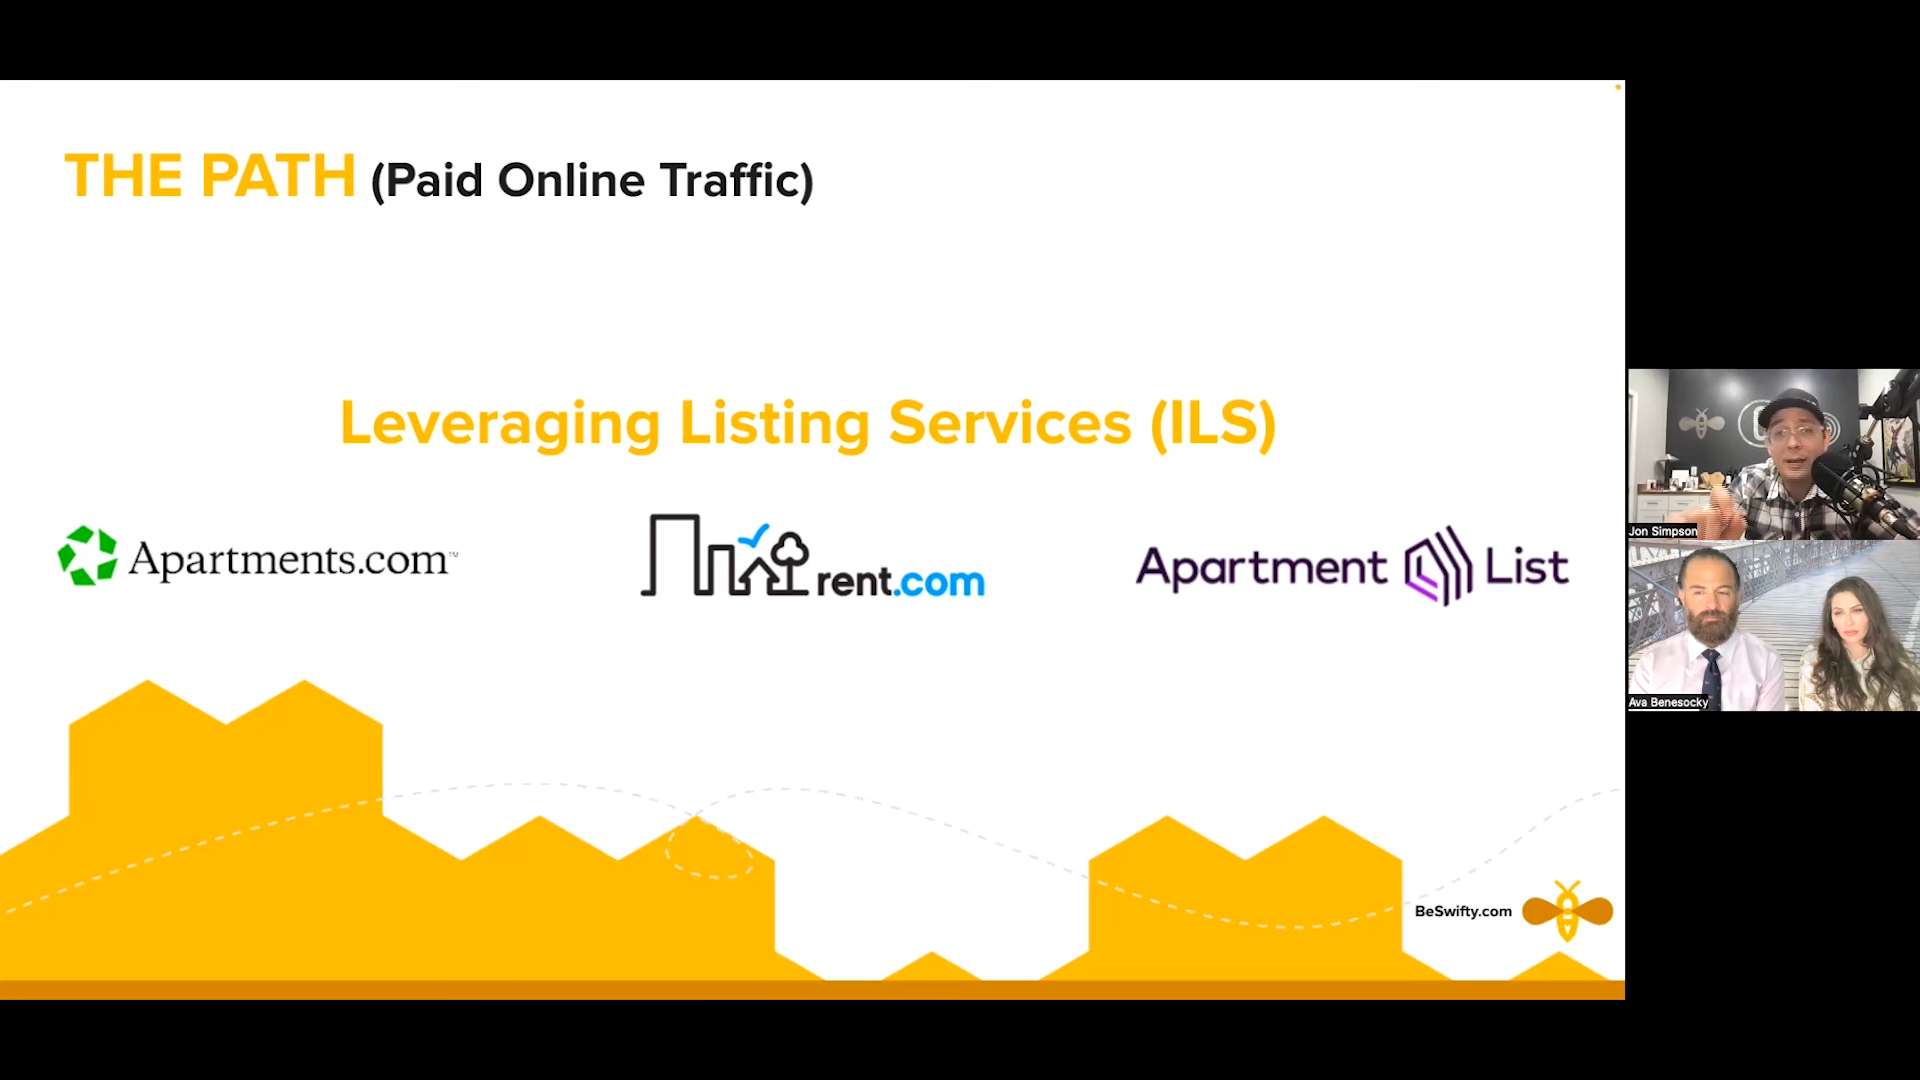 THE PATH (Paid Online Traffic)
Leveraging Listing Services (ILS)
Apartments.com™
rent.com
Apartment List
BeSwifty.com
Jon Simpson
Ava Benesocky